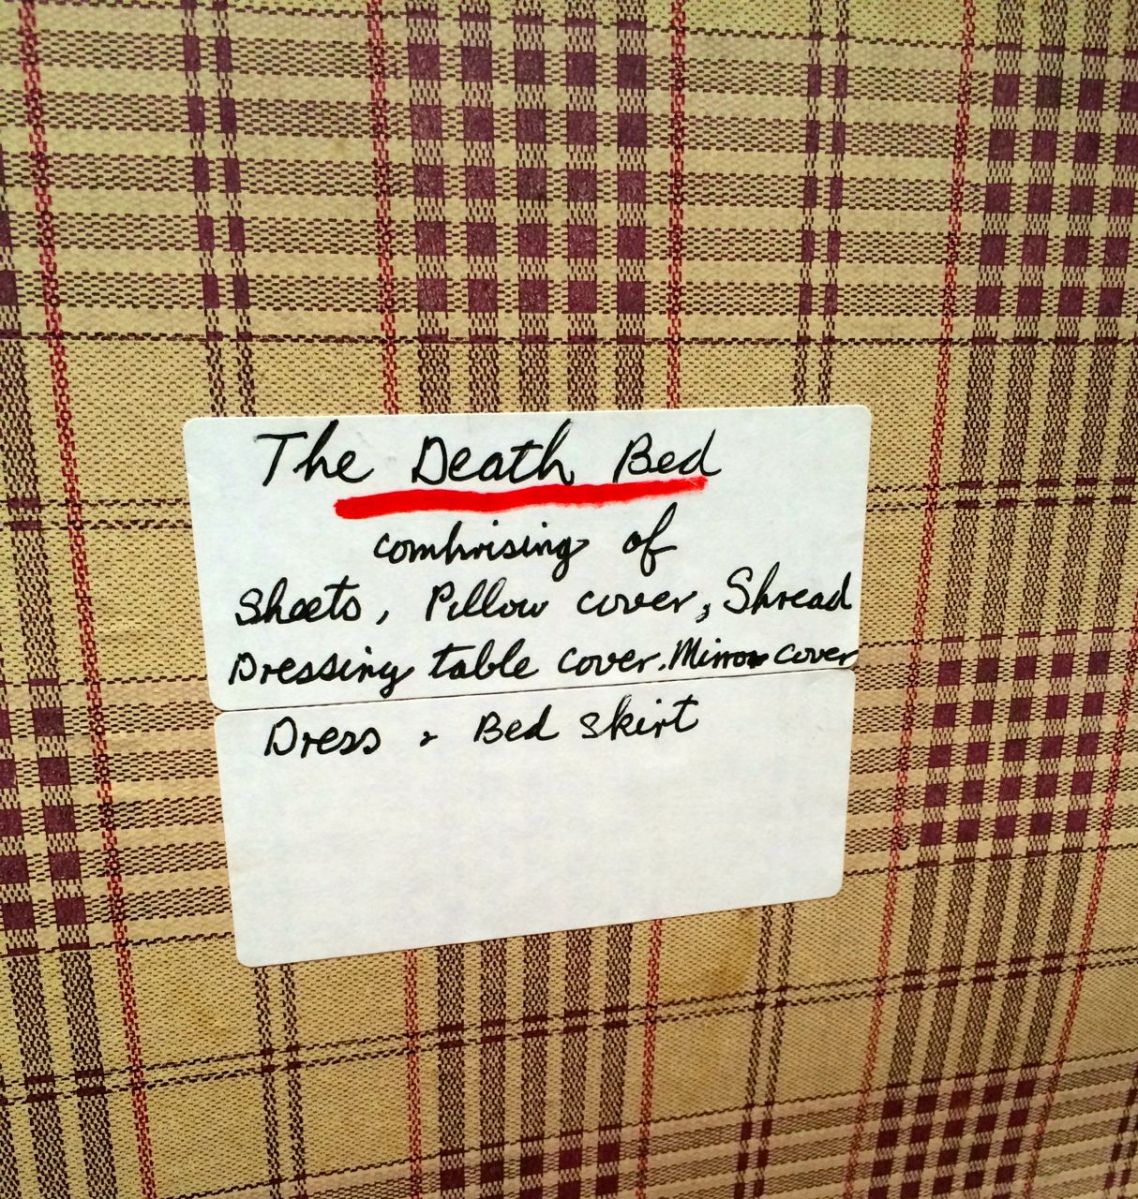 The Death Bed
comprising of
Sheets, Pillow cover, Spread
Dressing table cover. Mirror cover
Dress & Bed skirt